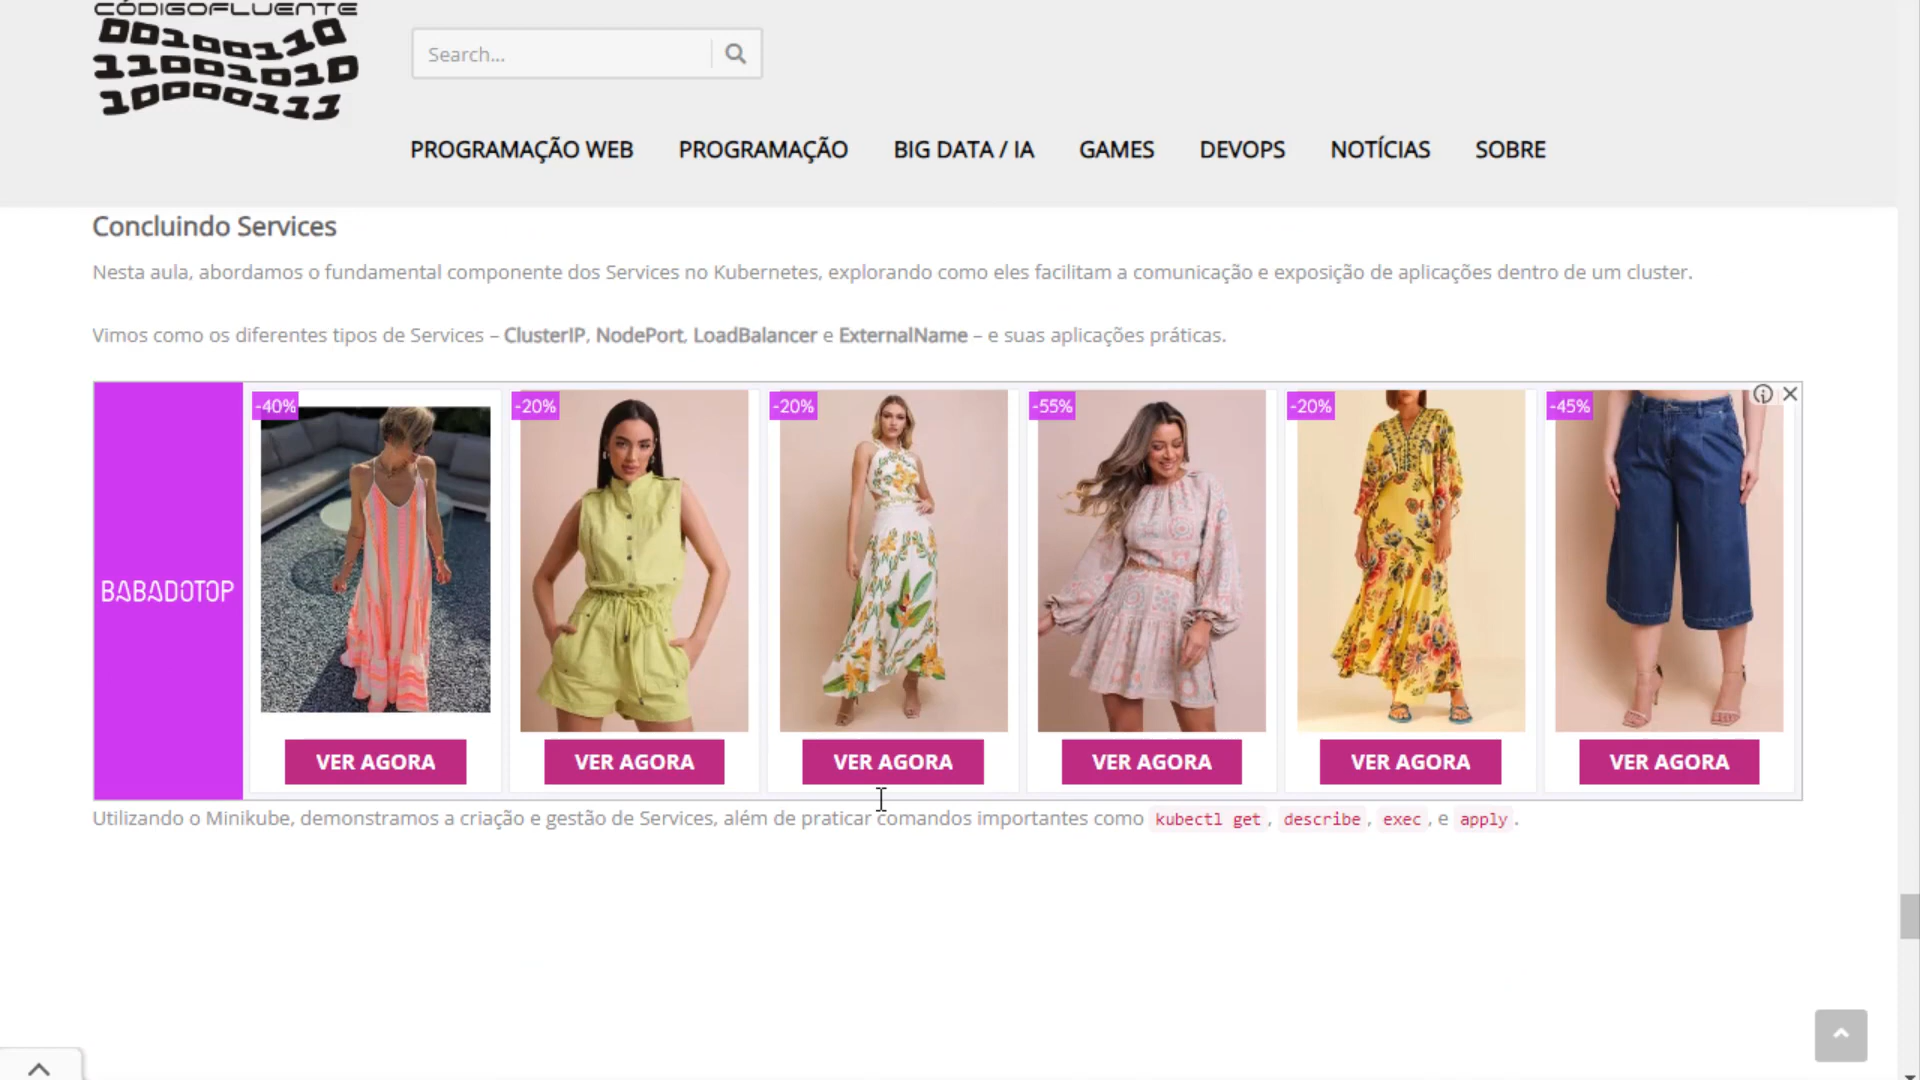 CÓDIGOFLUENTE
00100110
11001010
10000111
Search...
PROGRAMAÇÃO WEB PROGRAMAÇÃO BIG DATA / IA GAMES DEVOPS NOTÍCIAS SOBRE
Concluindo Services
Nesta aula, abordamos o fundamental componente dos Services no Kubernetes, explorando como eles facilitam a comunicação e exposição de aplicações dentro de um cluster.
Vimos como os diferentes tipos de Services – ClusterIP, NodePort, LoadBalancer e ExternalName – e suas aplicações práticas.
-40% -20% -20% -55% -20% -45%
BABADOTOP
VER AGORA VER AGORA VER AGORA VER AGORA VER AGORA VER AGORA
Utilizando o Minikube, demonstramos a criação e gestão de Services, além de praticar comandos importantes como kubectl get, describe, exec, e apply.